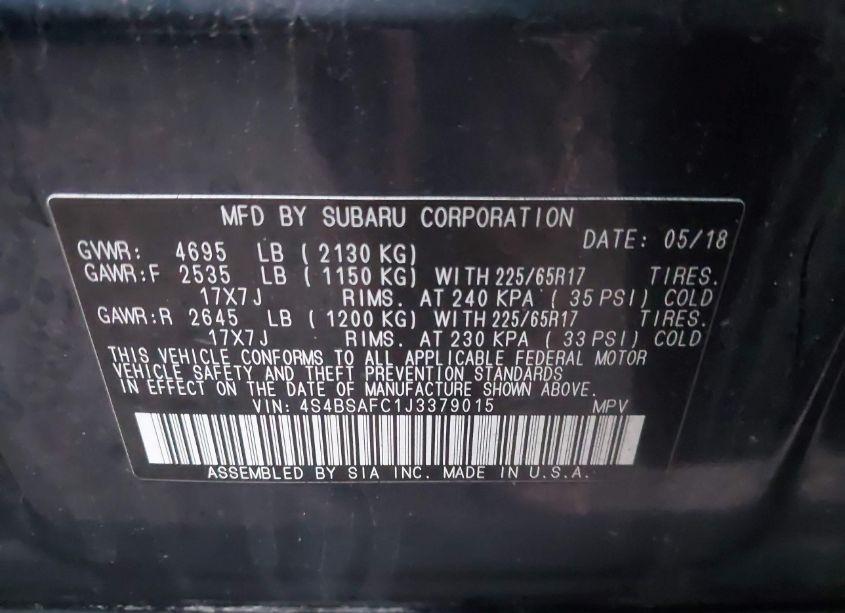 MFD BY SUBARU CORPORATION
DATE: 05/18
GVWR: 4695 LB ( 2130 KG)
GAWR:F 2535 LB ( 1150 KG) WITH 225/65R17 TIRES.
17X7J RIMS. AT 240 KPA ( 35 PSI) COLD
GAWR:R 2645 LB ( 1200 KG) WITH 225/65R17 TIRES.
17X7J RIMS. AT 230 KPA ( 33 PSI) COLD
THIS VEHICLE CONFORMS TO ALL APPLICABLE FEDERAL MOTOR
VEHICLE SAFETY AND THEFT PREVENTION STANDARDS
IN EFFECT ON THE DATE OF MANUFACTURE SHOWN ABOVE.
VIN: 4S4BSAFC1J3379015 MPV
ASSEMBLED BY SIA INC. MADE IN U.S.A.